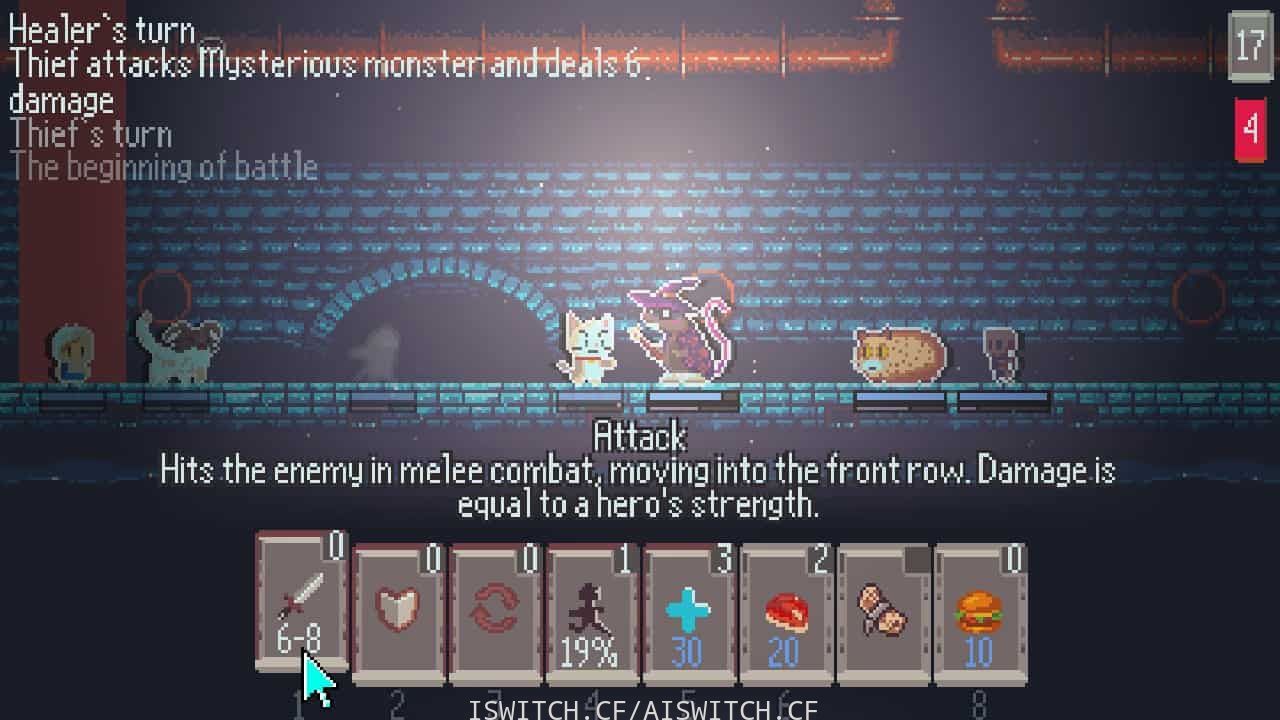 Healer`s turn
17
Thief attacks Mysterious monster and deals 6
damage
4
Thief`s turn
The beginning of battle
Attack
Hits the enemy in melee combat, moving into the front row. Damage is
equal to a hero's strength.
0 0 0 1 3 2 0
6-8 19% 30 20 10
1 2 3 4 5 6 8
ISWITCH.CF/AISWITCH.CF